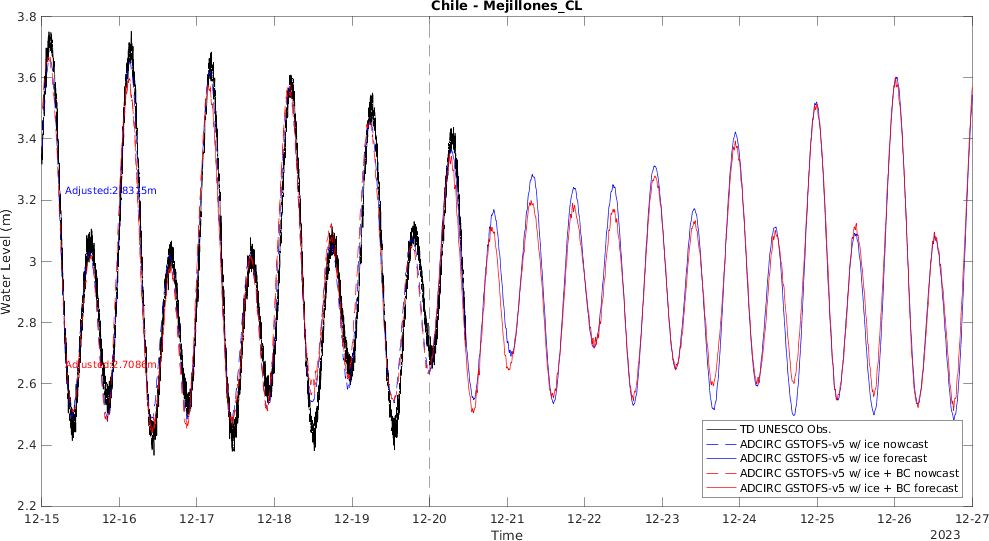 Chile - Mejillones_CL
3.8
3.6
3.4
3.2
3
2.8
2.6
2.4
2.2
Water Level (m)
Adjusted:2.8315m
Adjusted:2.7086m
TD UNESCO Obs.
ADCIRC GSTOFS-v5 w/ ice nowcast
ADCIRC GSTOFS-v5 w/ ice forecast
ADCIRC GSTOFS-v5 w/ ice + BC nowcast
ADCIRC GSTOFS-v5 w/ ice + BC forecast
12-15 12-16 12-17 12-18 12-19 12-20 12-21 12-22 12-23 12-24 12-25 12-26 12-27
Time
2023